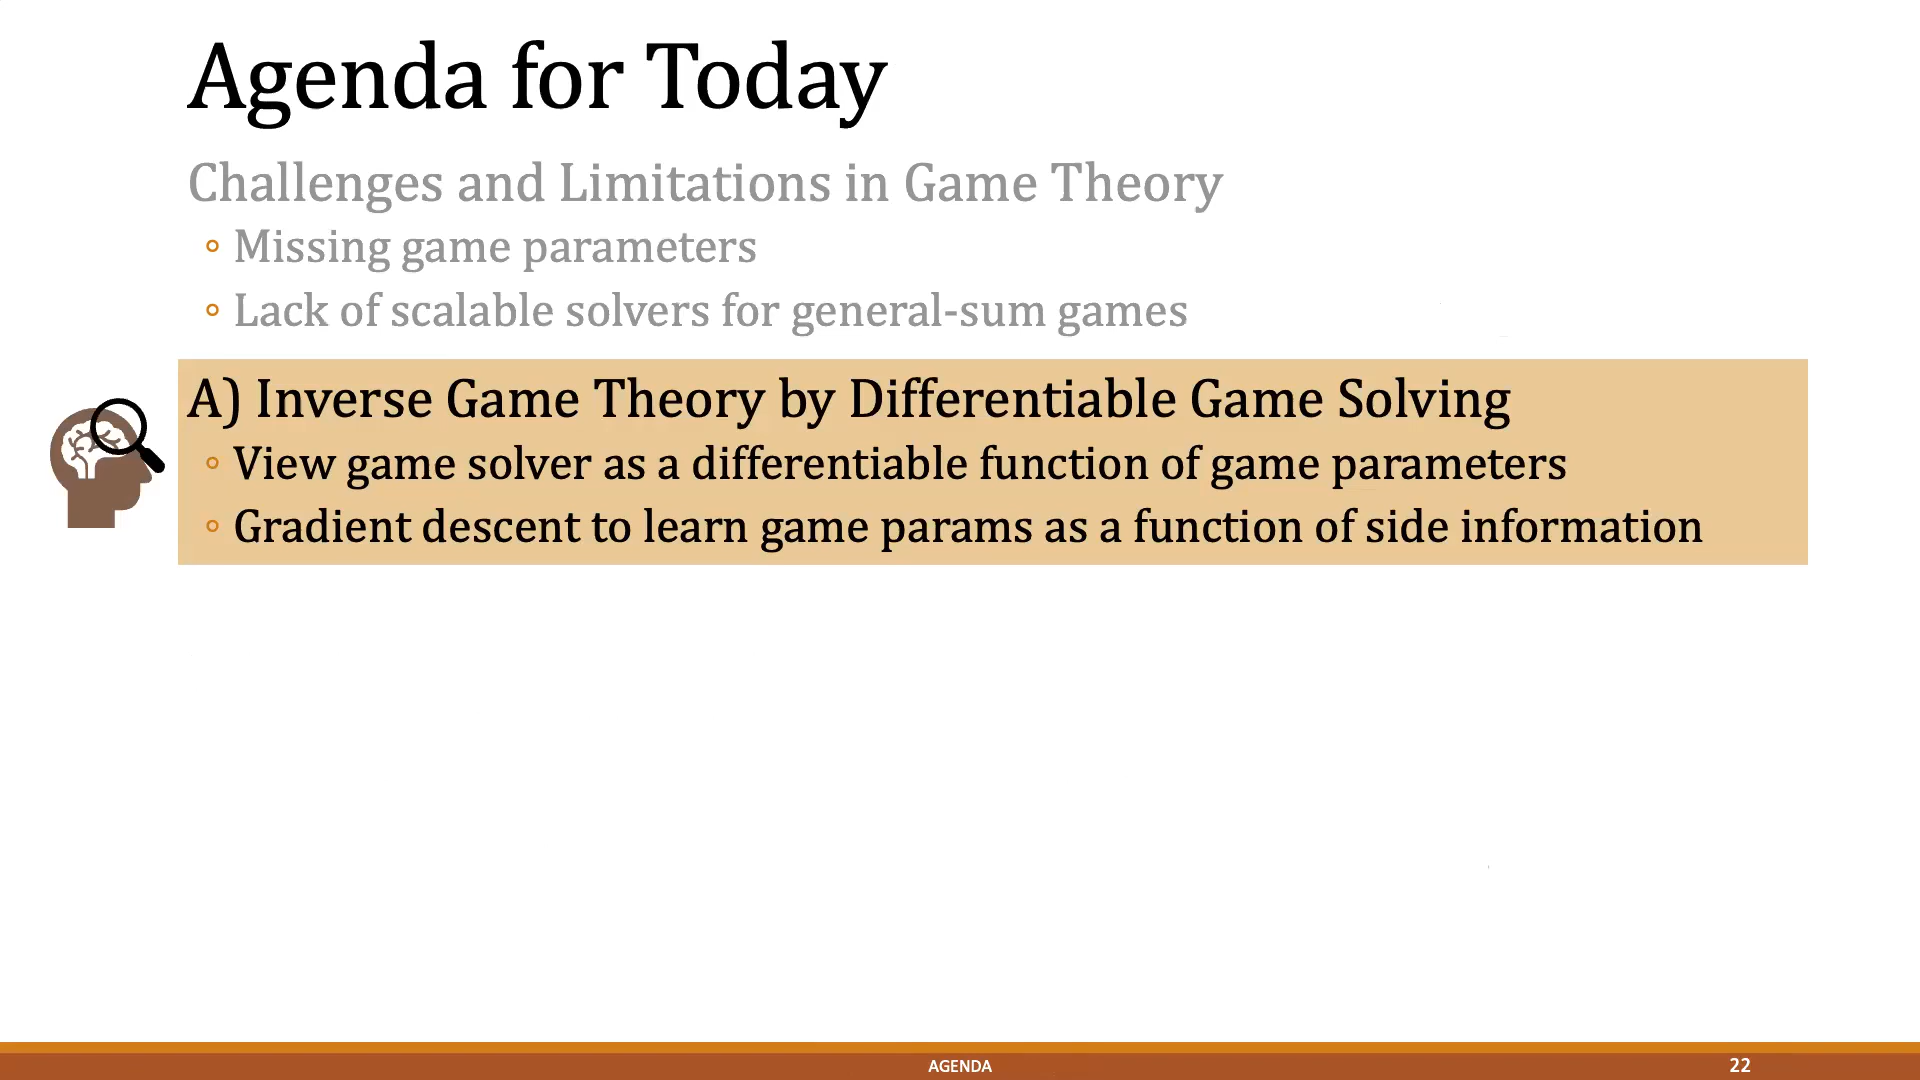 Agenda for Today
Challenges and Limitations in Game Theory
◦ Missing game parameters
◦ Lack of scalable solvers for general-sum games
A) Inverse Game Theory by Differentiable Game Solving
◦ View game solver as a differentiable function of game parameters
◦ Gradient descent to learn game params as a function of side information
AGENDA
22